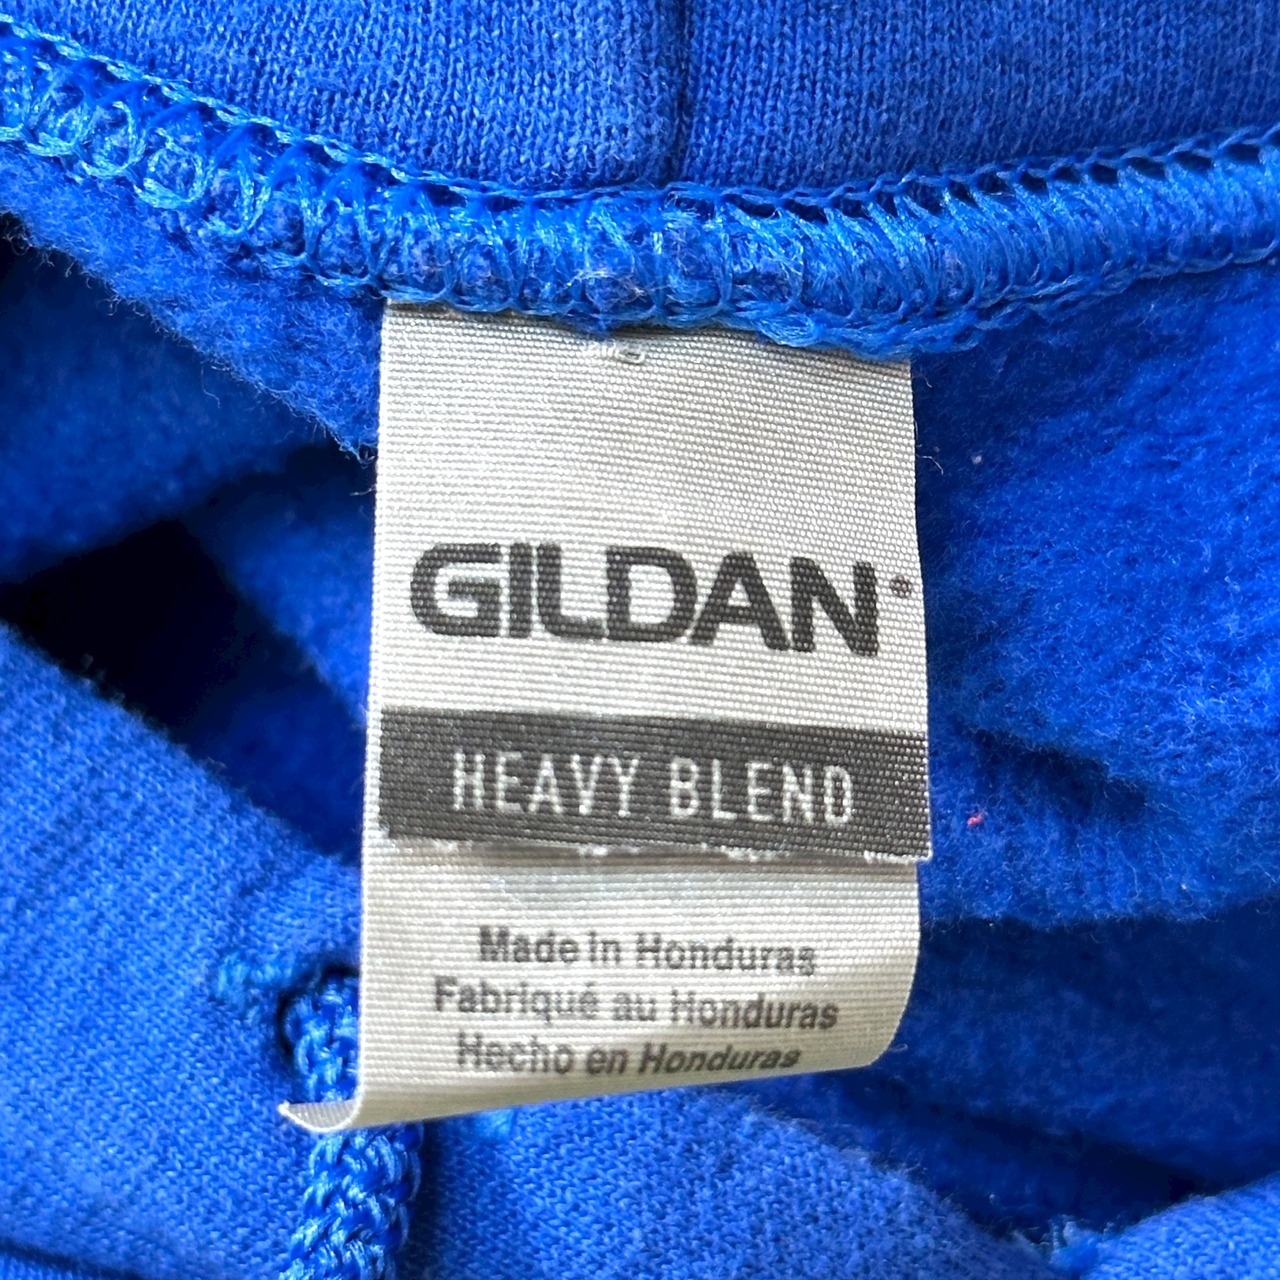 GILDAN®
HEAVY BLEND
Made in Honduras
Fabriqué au Honduras
Hecho en Honduras